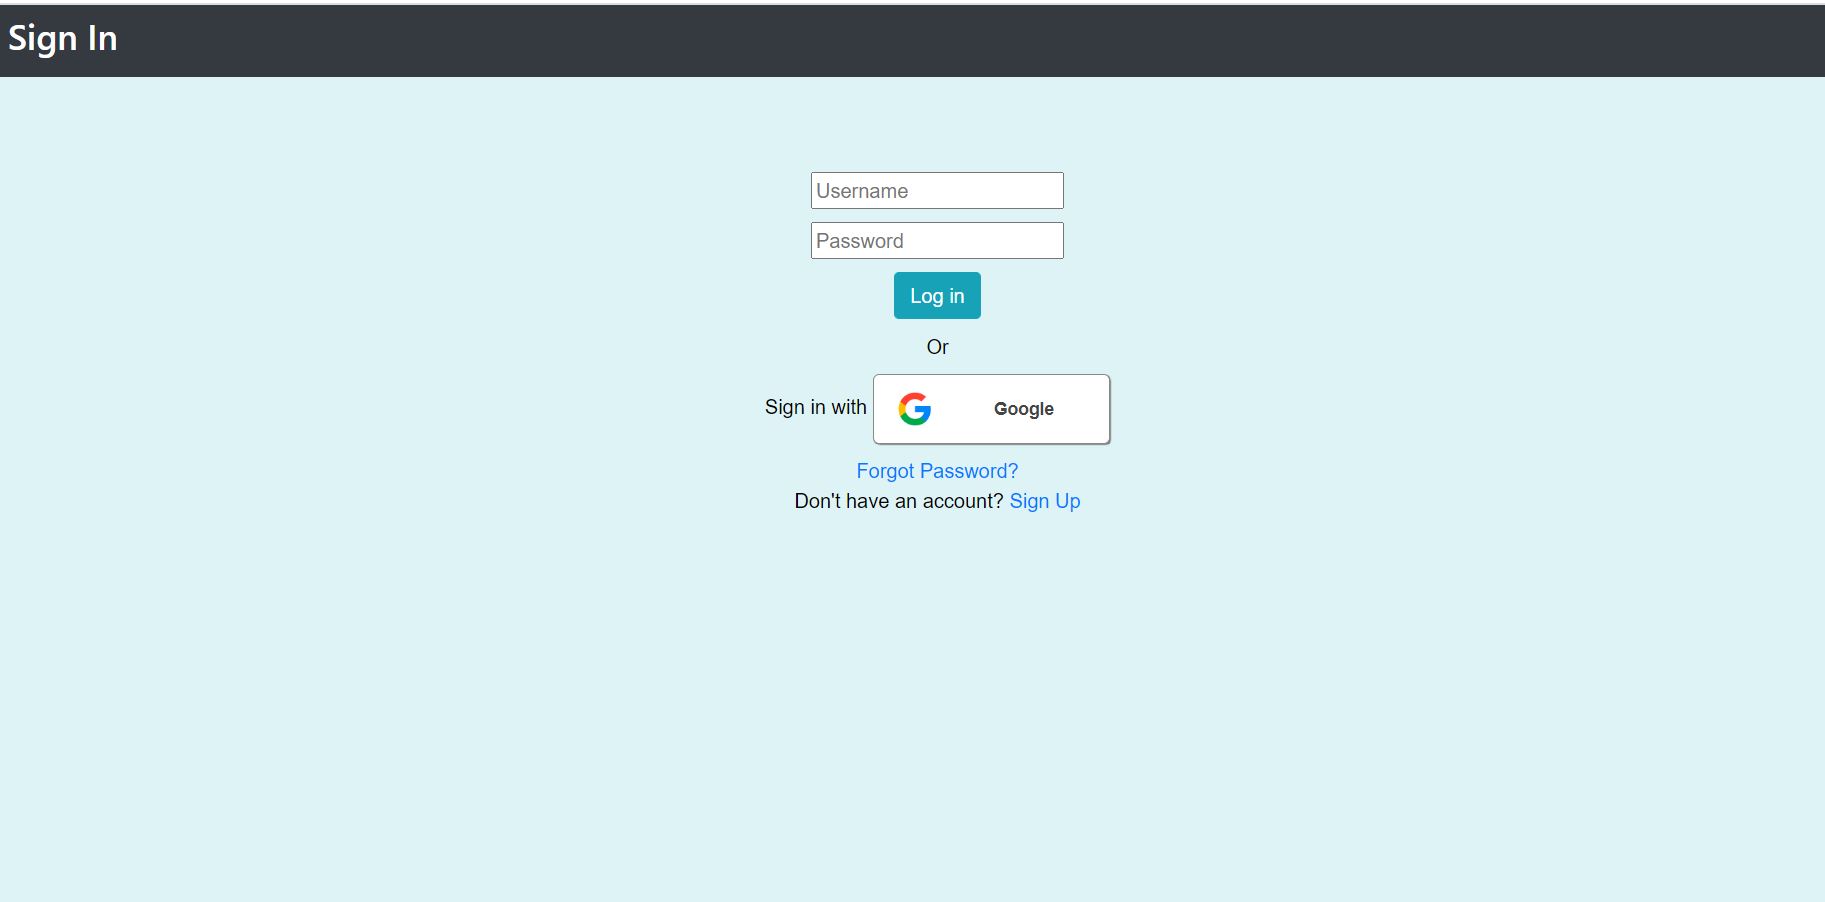 Sign In
Username
Password
Log in
Or
Sign in with Google
Forgot Password?
Don't have an account? Sign Up